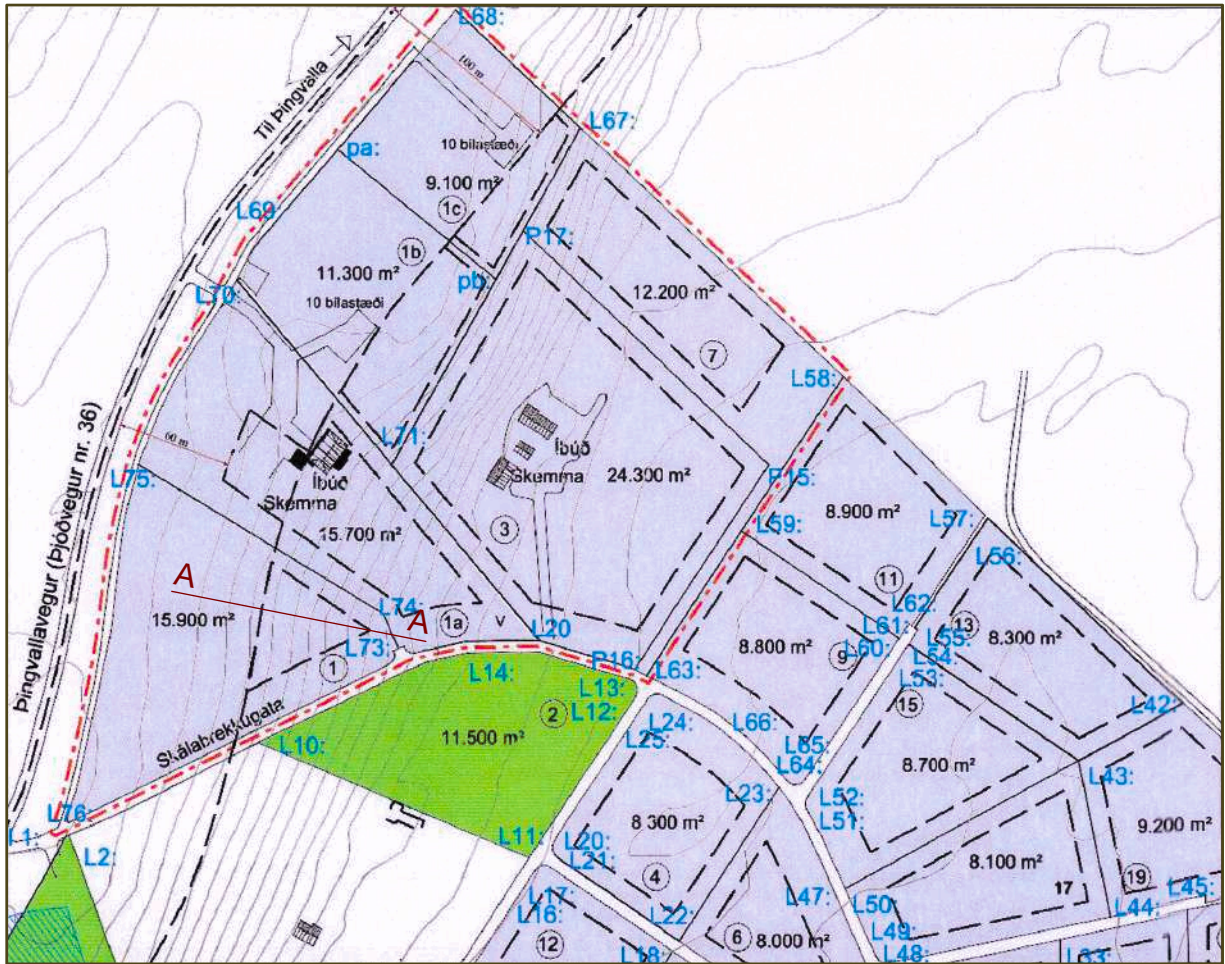 L68:
Til Þingvalla
100 m
L67:
10 bílastæði
pa:
9.100 m²
1c
L69:
P17:
1b
11.300 m²
pb:
12.200 m²
L70:
10 bílastæði
7
L58:
Þingvallavegur (Þjóðvegur nr. 36)
60 m
L71:
Íbúð
Skemma
24.300 m²
P15:
L75:
Íbúð
Skemma
8.900 m²
L57:
L59:
3
15.700 m²
L56:
A
11
L74:
L62:
15.900 m²
A
1a
V
L20
L61:
L55:
13
8.300 m²
L73:
8.800 m²
9
L60:
L54:
1
L14:
P16:
L63:
L53:
L13:
15
L42:
Skálabrekkugata
L12:
2
L24:
L66:
L10:
11.500 m²
L25:
L65:
8.700 m²
L64:
L43:
L23:
L52:
L76:
L51:
8.300 m²
9.200 m²
L1:
L11:
L20:
L2:
L21:
8.100 m²
4
19
L17:
L47:
17
L45:
L16:
L22:
L50:
L44:
12
6
8.000 m²
L49:
L18:
L48:
L33: